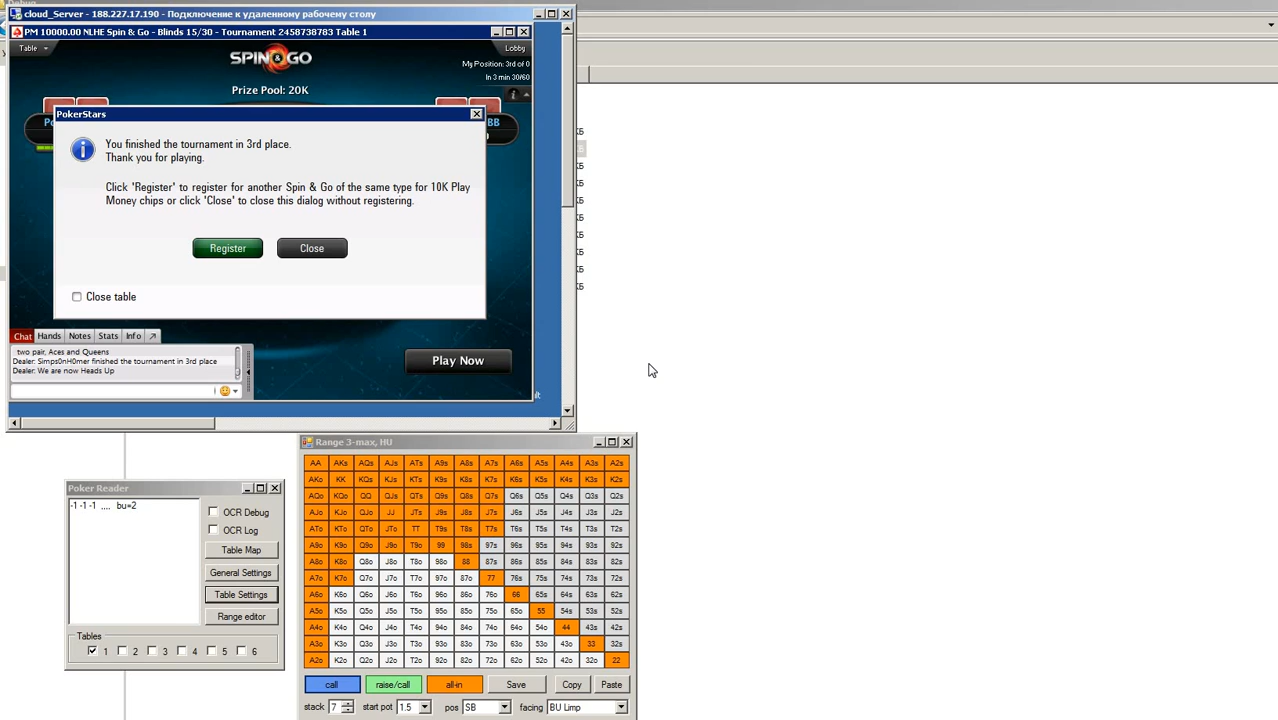 cloud_Server - 188.227.17.190 - Подключение к удаленному рабочему столу
PM 10000.00 NLHE Spin & Go - Blinds 15/30 - Tournament 2458738783 Table 1
Table
Lobby
SPIN&GO
My Position: 3rd of 0
In 3 min 30/60
Prize Pool: 20K
BB
PokerStars
You finished the tournament in 3rd place.
Thank you for playing.
Click 'Register' to register for another Spin & Go of the same type for 10K Play
Money chips or click 'Close' to close this dialog without registering.
Register Close
Close table
Chat Hands Notes Stats Info
two pair, Aces and Queens
Dealer: Simps0nH0mer finished the tournament in 3rd place
Dealer: We are now Heads Up
Play Now
КБ
КБ
КБ
КБ
КБ
КБ
КБ
КБ
Range 3-max, HU
AA AKs AQs AJs ATs A9s A8s A7s A6s A5s A4s A3s A2s
AKo KK KQs KJs KTs K9s K8s K7s K6s K5s K4s K3s K2s
AQo KQo QQ QJs QTs Q9s Q8s Q7s Q6s Q5s Q4s Q3s Q2s
AJo KJo QJo JJ JTs J9s J8s J7s J6s J5s J4s J3s J2s
ATo KTo QTo JTo TT T9s T8s T7s T6s T5s T4s T3s T2s
A9o K9o Q9o J9o T9o 99 98s 97s 96s 95s 94s 93s 92s
A8o K8o Q8o J8o T8o 98o 88 87s 86s 85s 84s 83s 82s
A7o K7o Q7o J7o T7o 97o 87o 77 76s 75s 74s 73s 72s
A6o K6o Q6o J6o T6o 96o 86o 76o 66 65s 64s 63s 62s
A5o K5o Q5o J5o T5o 95o 85o 75o 65o 55 54s 53s 52s
A4o K4o Q4o J4o T4o 94o 84o 74o 64o 54o 44 43s 42s
A3o K3o Q3o J3o T3o 93o 83o 73o 63o 53o 43o 33 32s
A2o K2o Q2o J2o T2o 92o 82o 72o 62o 52o 42o 32o 22
call raise/call all-in Save Copy Paste
stack 7 start pot 1.5 pos SB facing BU Limp
Poker Reader
-1 -1 -1 ,,,, bu=2
OCR Debug
OCR Log
Table Map
General Settings
Table Settings
Range editor
Tables
1 2 3 4 5 6